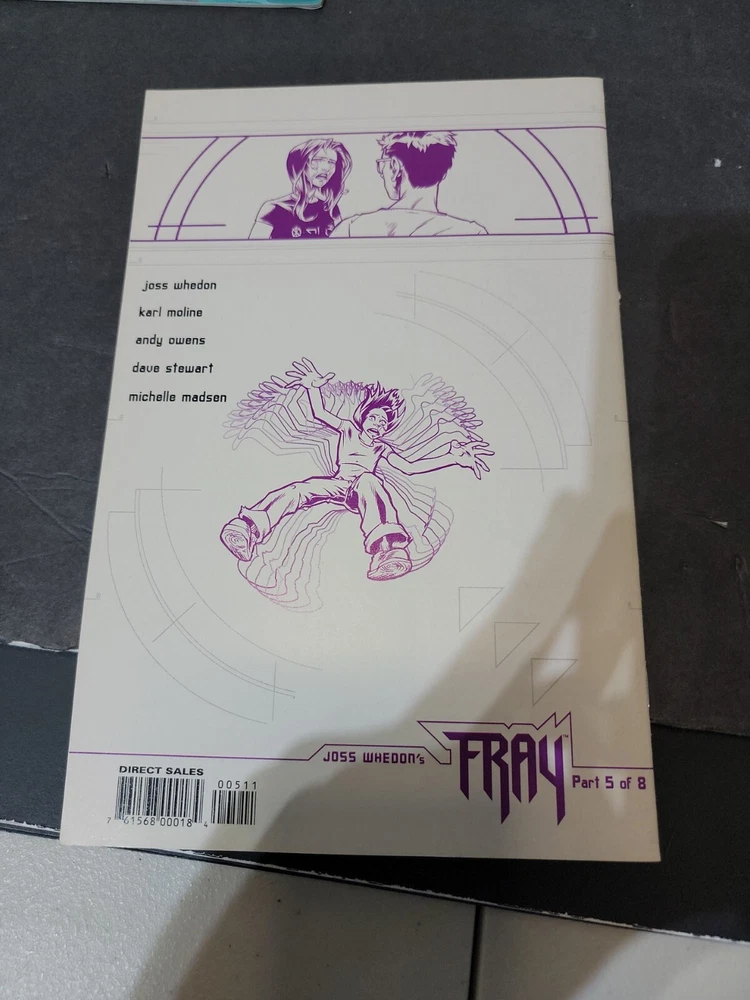 joss whedon
karl moline
andy owens
dave stewart
michelle madsen
JOSS WHEDON's
FRAY™
Part 5 of 8
DIRECT SALES
00511
7 61568 00018 4